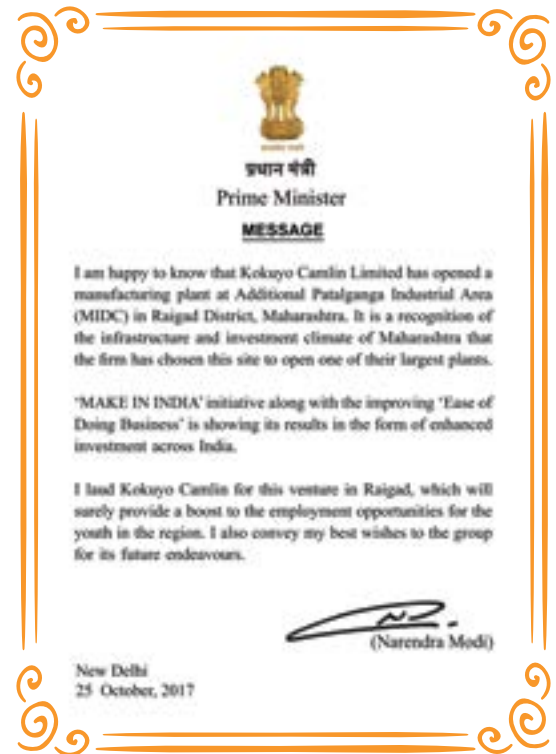 प्रधान मंत्री
Prime Minister
MESSAGE
I am happy to know that Kokuyo Camlin Limited has opened a
manufacturing plant at Additional Patalganga Industrial Area
(MIDC) in Raigad District, Maharashtra. It is a recognition of
the infrastructure and investment climate of Maharashtra that
the firm has chosen this site to open one of their largest plants.
'MAKE IN INDIA' initiative along with the improving 'Ease of
Doing Business' is showing its results in the form of enhanced
investment across India.
I laud Kokuyo Camlin for this venture in Raigad, which will
surely provide a boost to the employment opportunities for the
youth in the region. I also convey my best wishes to the group
for its future endeavours.
(Narendra Modi)
New Delhi
25 October, 2017